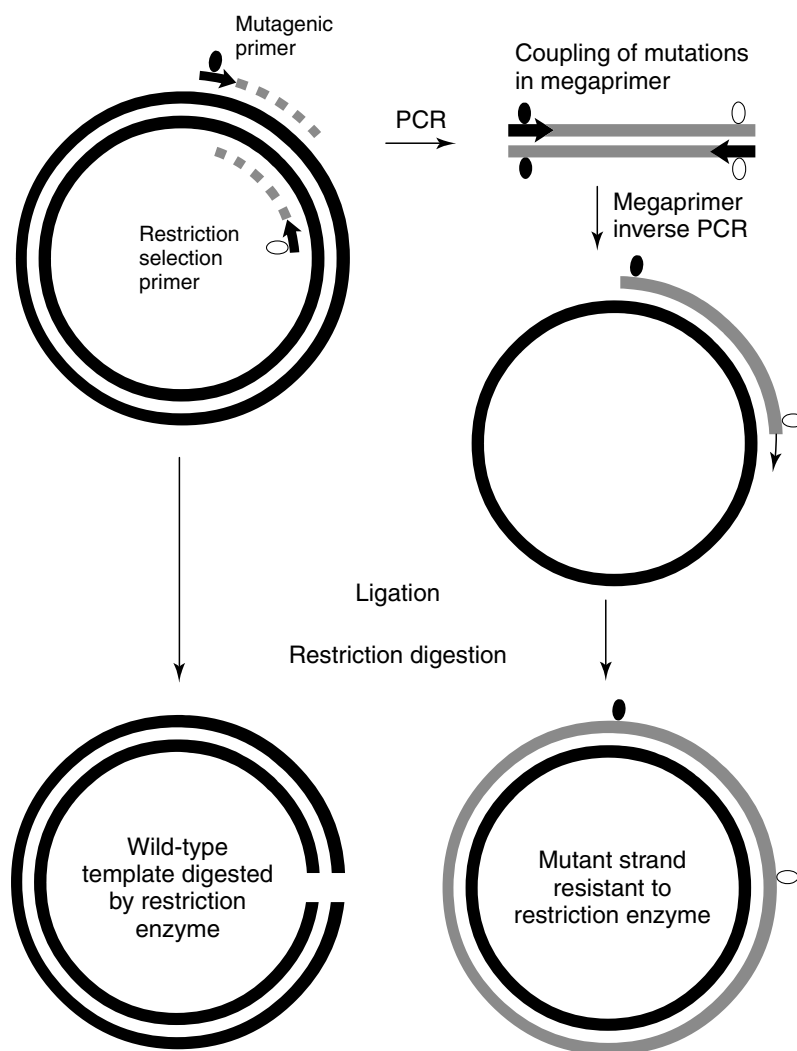 Mutagenic
primer
PCR
Coupling of mutations
in megaprimer
Restriction
selection
primer
Megaprimer
inverse PCR
Ligation
Restriction digestion
Wild-type
template digested
by restriction
enzyme
Mutant strand
resistant to
restriction enzyme